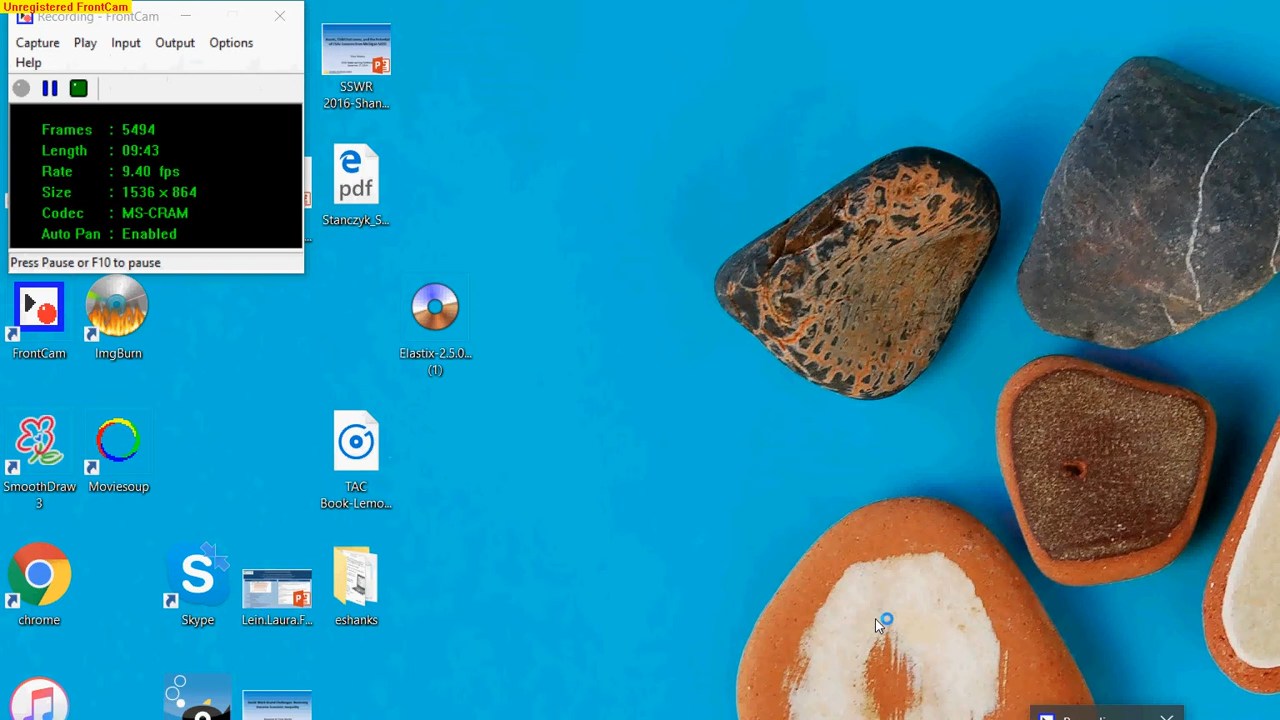 Unregistered FrontCam
Recording - FrontCam
Capture Play Input Output Options
Help
Frames : 5494
Length : 09:43
Rate : 9.40 fps
Size : 1536 × 864
Codec : MS-CRAM
Auto Pan : Enabled
Press Pause or F10 to pause
SSWR
2016-Shan...
pdf
Stanczyk_S...
FrontCam
ImgBurn
Elastix-2.5.0...
(1)
SmoothDraw
3
Moviesoup
TAC
Book-Lemo...
chrome
Skype
Lein.Laura.F...
eshanks